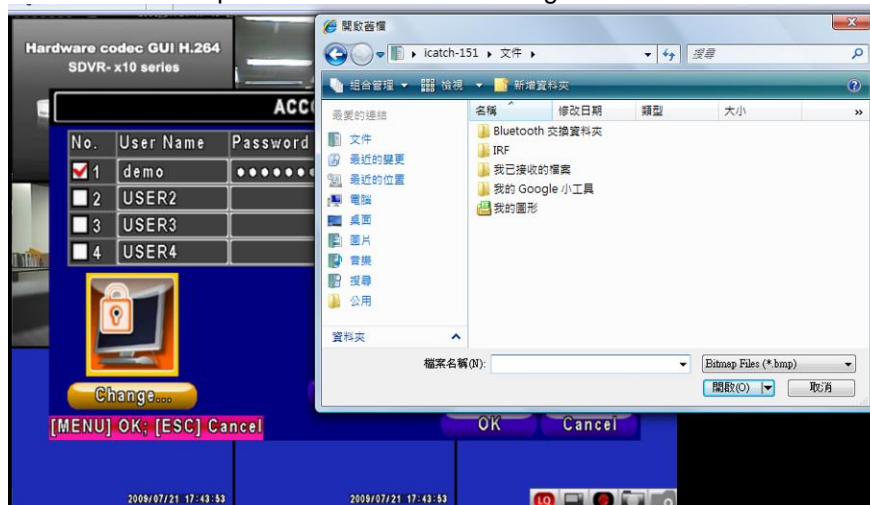 Hardware codec GUI H.264
SDVR- x10 series
ACCO
No. User Name Password
1 demo ●●●●●●
2 USER2
3 USER3
4 USER4
Change...
[MENU] OK; [ESC] Cancel
OK Cancel
2009/07/21 17:43:53
2009/07/21 17:43:53
LO
開啟舊檔
icatch-151 ▸ 文件 ▸
搜尋
組合管理 檢視 新增資料夾
最愛的連結
文件
最近的變更
最近的位置
電腦
桌面
圖片
音樂
搜尋
公用
資料夾
名稱 修改日期 類型 大小 »
Bluetooth 交換資料夾
IRF
我已接收的檔案
我的 Google 小工具
我的圖形
檔案名稱(N): Bitmap Files (*.bmp)
開啟(O) 取消